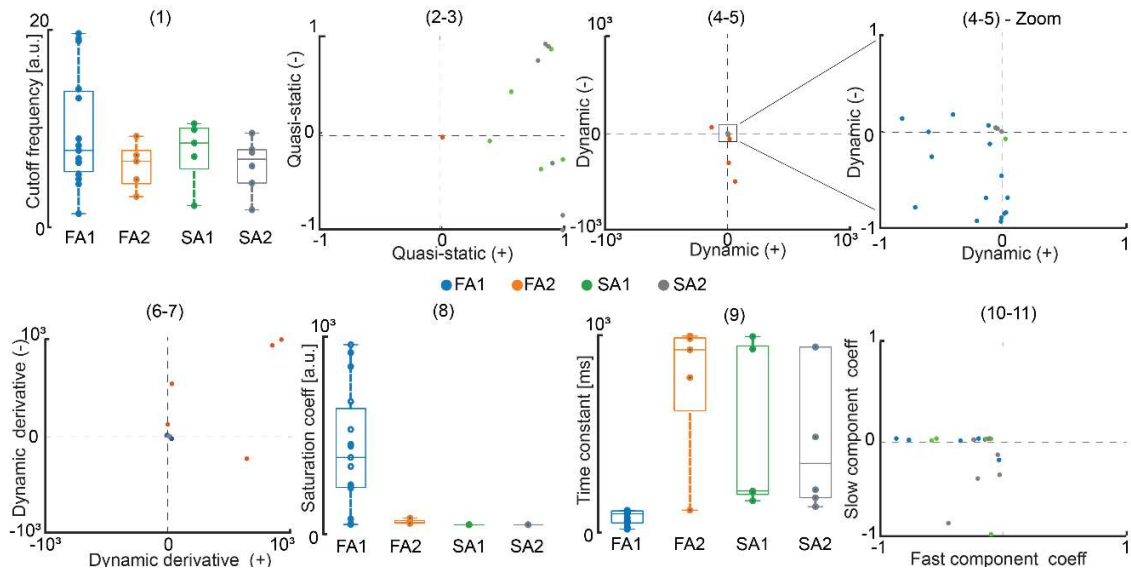 (1)
20
Cutoff frequency [a.u.]
0
FA1 FA2 SA1 SA2
(2-3)
1
Quasi-static (-)
0
-1
-1 0 1
Quasi-static (+)
(4-5)
10³
Dynamic (-)
0
-10³
-10³ 0 10³
Dynamic (+)
(4-5) - Zoom
1
Dynamic (-)
0
-1
-1 0 1
Dynamic (+)
FA1 FA2 SA1 SA2
(6-7)
10³
Dynamic derivative (-)
0
-10³
-10³ 0 10³
Dynamic derivative (+)
(8)
10³
Saturation coeff [a.u.]
0
FA1 FA2 SA1 SA2
(9)
10³
Time constant [ms]
0
FA1 FA2 SA1 SA2
(10-11)
1
Slow component coeff
0
-1
-1 0 1
Fast component coeff